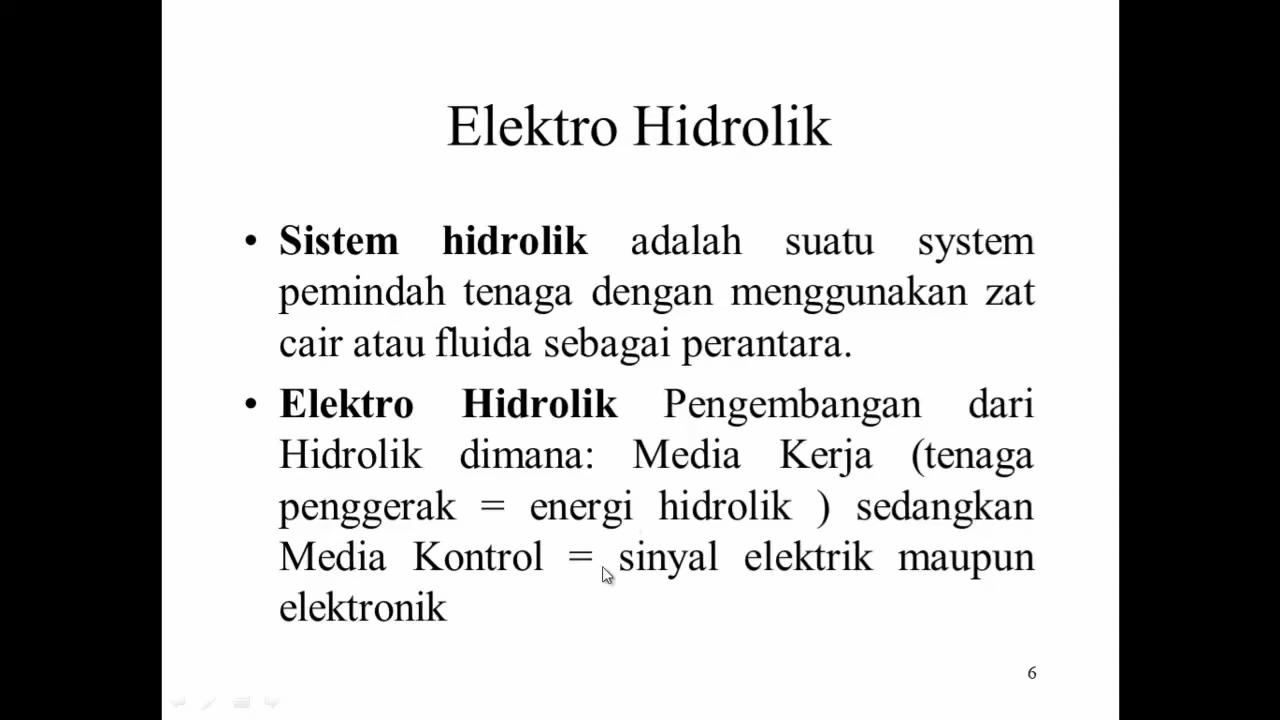 Elektro Hidrolik
• Sistem hidrolik adalah suatu system
pemindah tenaga dengan menggunakan zat
cair atau fluida sebagai perantara.
• Elektro Hidrolik Pengembangan dari
Hidrolik dimana: Media Kerja (tenaga
penggerak = energi hidrolik ) sedangkan
Media Kontrol = sinyal elektrik maupun
elektronik
6